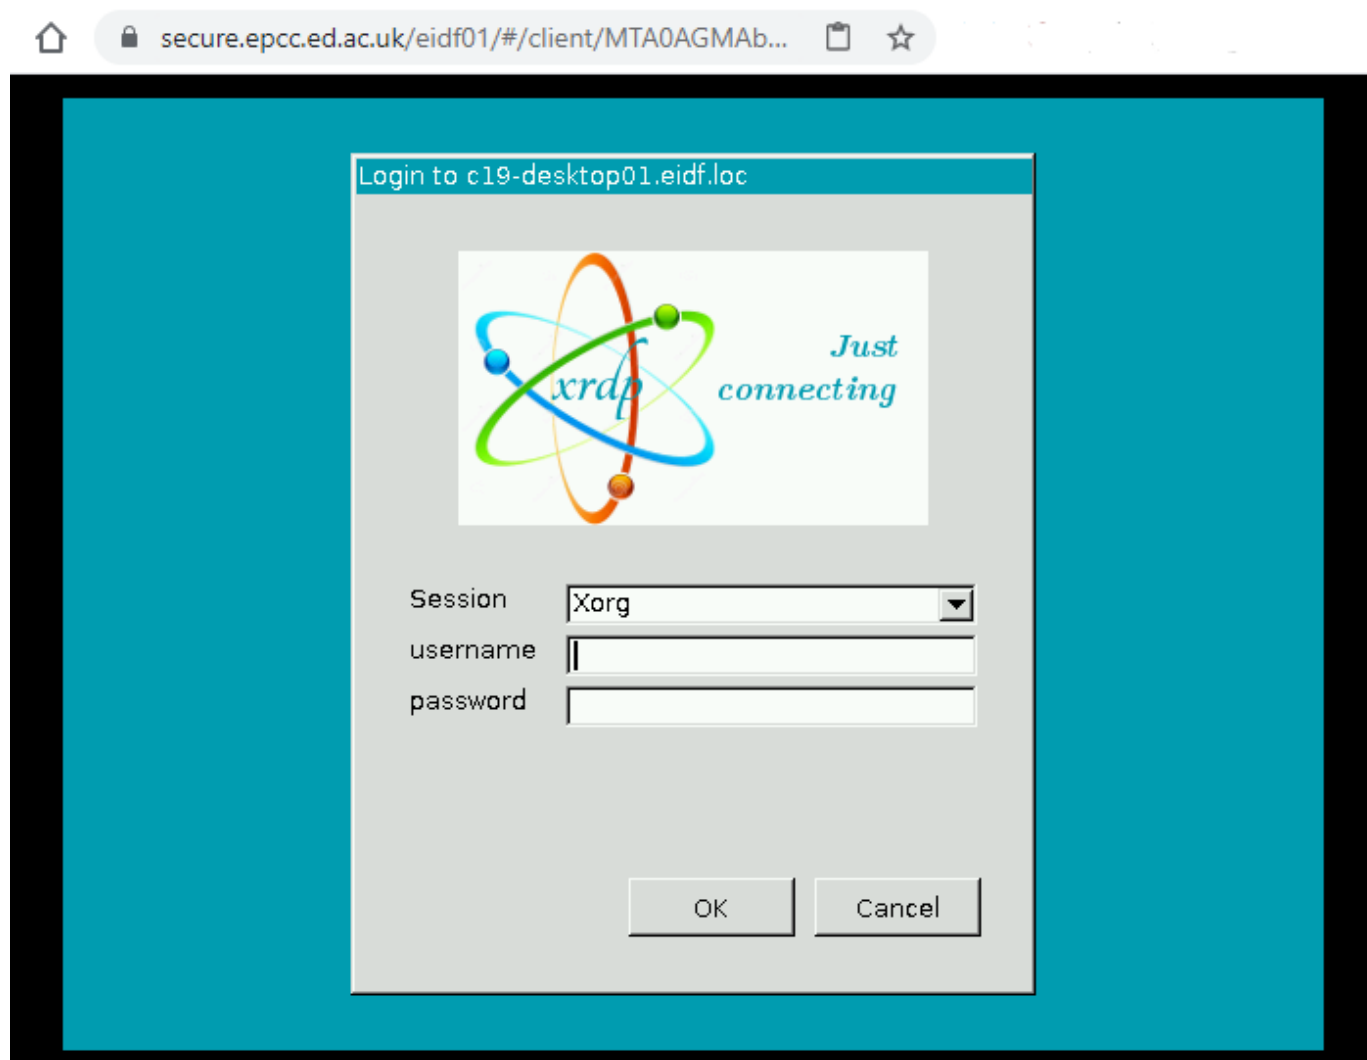 secure.epcc.ed.ac.uk/eidf01/#/client/MTA0AGMAb...
Login to c19-desktop01.eidf.loc
xrdp
Just
connecting
Session
Xorg
username
password
OK
Cancel